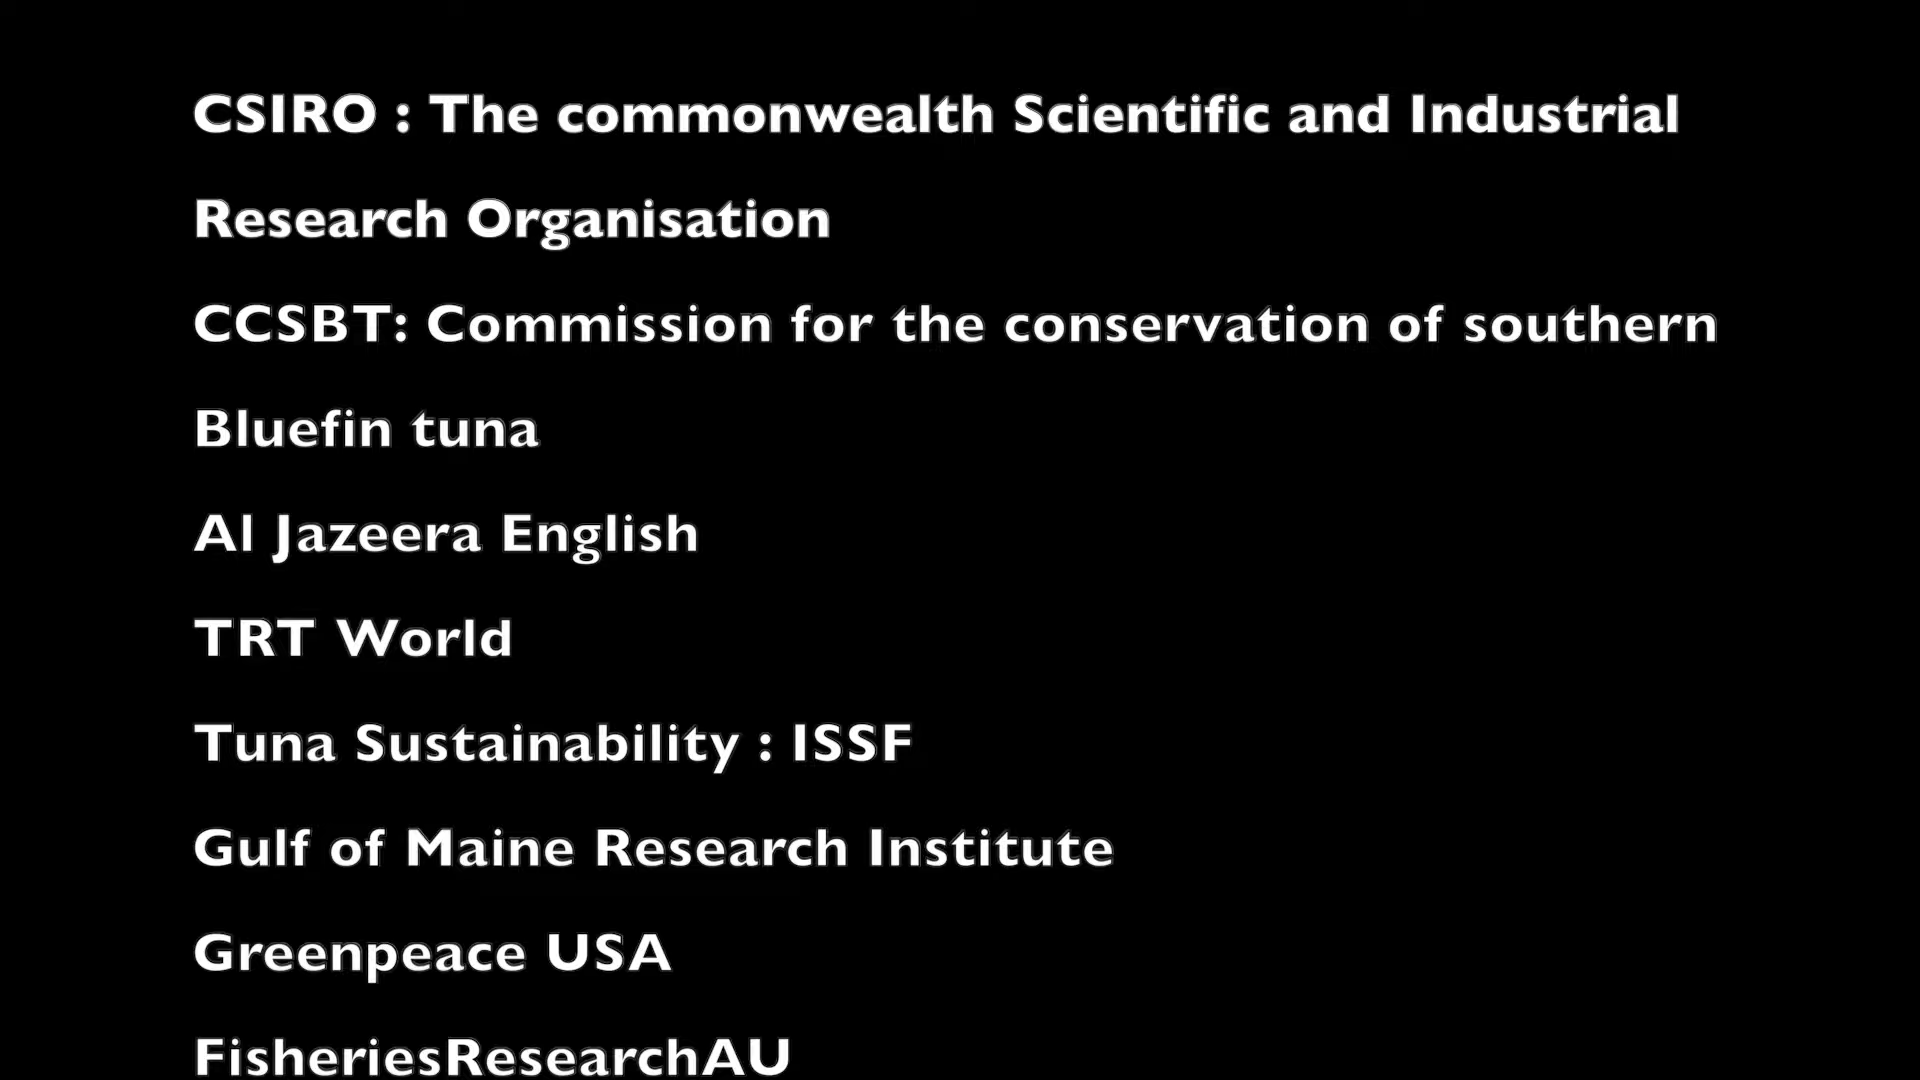 CSIRO : The commonwealth Scientific and Industrial
Research Organisation
CCSBT: Commission for the conservation of southern
Bluefin tuna
Al Jazeera English
TRT World
Tuna Sustainability : ISSF
Gulf of Maine Research Institute
Greenpeace USA
FisheriesResearchAU